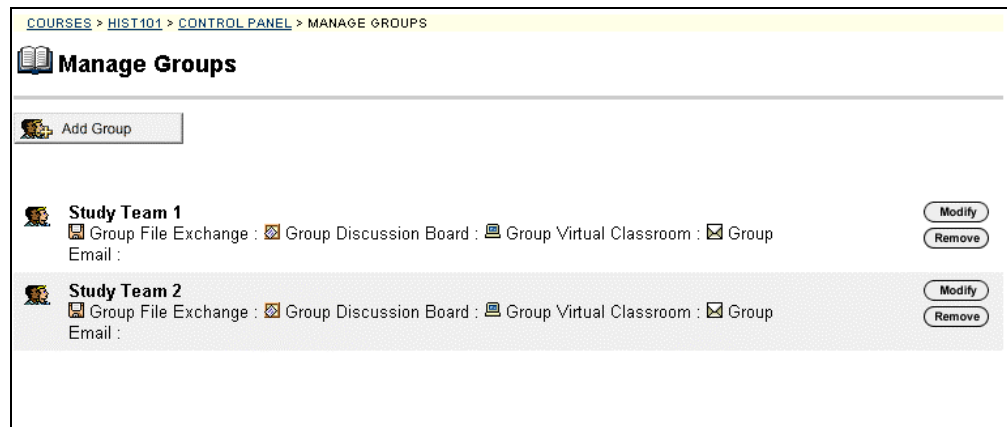 COURSES > HIST101 > CONTROL PANEL > MANAGE GROUPS
Manage Groups
Add Group
Study Team 1
Modify
Group File Exchange : Group Discussion Board : Group Virtual Classroom : Group
Email :
Remove
Study Team 2
Modify
Group File Exchange : Group Discussion Board : Group Virtual Classroom : Group
Email :
Remove